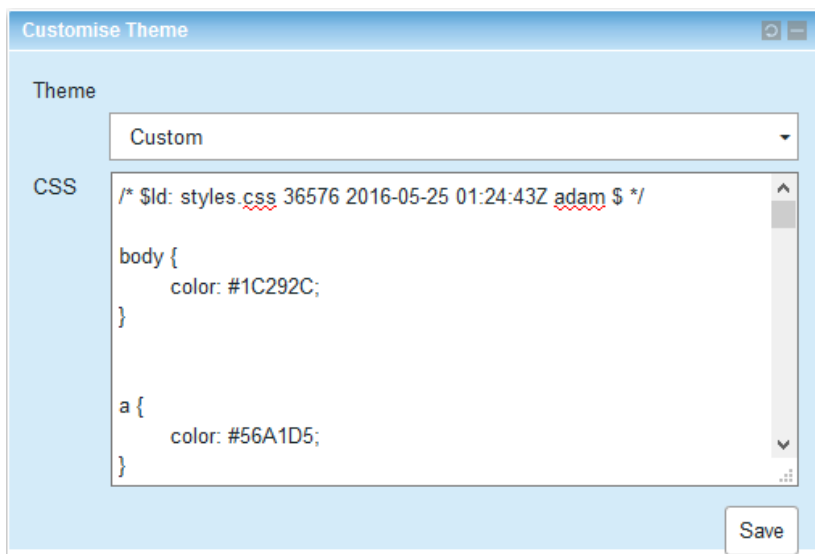 Customise Theme
Theme
Custom
CSS
/* $Id: styles.css 36576 2016-05-25 01:24:43Z adam $ */
body {
color: #1C292C;
}
a {
color: #56A1D5;
}
Save